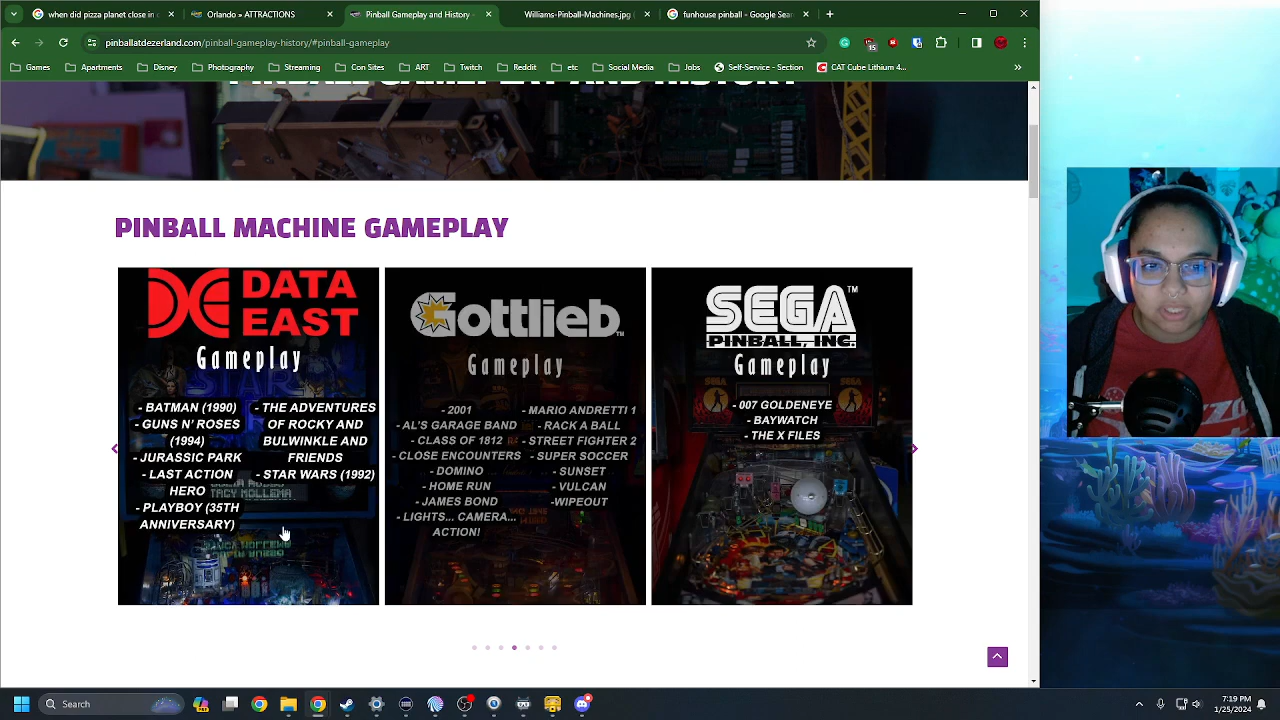 when did pinball play close in c
Orlando » ATTRACTIONS
Pinball Gameplay and History -
Williams-Pinball-Machines.jpg (
funhouse pinball - Google Sear
pinballatdezerland.com/pinball-gameplay-history/#pinball-gameplay
Games
Apartments
disney
Photography
Streaming
Con Sites
ART
Twitch
Reddit
etc
Social Media
Jobs
Self-Service - Section
CAT Cube Litter 4...
PINBALL MACHINE GAMEPLAY
DATA EAST
Gameplay
- BATMAN (1990)
- GUNS N' ROSES
(1994)
- JURASSIC PARK
- LAST ACTION
HERO
- PLAYBOY (35TH
ANNIVERSARY)
- THE ADVENTURES
OF ROCKY AND
BULWINKLE AND
FRIENDS
- STAR WARS (1992)
Gottlieb™
Gameplay
- 2001
- AL'S GARAGE BAND
- CLASS OF 1812
- CLOSE ENCOUNTERS
- DOMINO
- HOME RUN
- JAMES BOND
- LIGHTS... CAMERA...
ACTION!
- MARIO ANDRETTI 1
- RACK A BALL
- STREET FIGHTER 2
- SUPER SOCCER
- SUNSET
- VULCAN
-WIPEOUT
SEGA™
PINBALL, INC.
Gameplay
- 007 GOLDENEYE
- BAYWATCH
- THE X FILES
Search
7:19 PM
1/25/2024